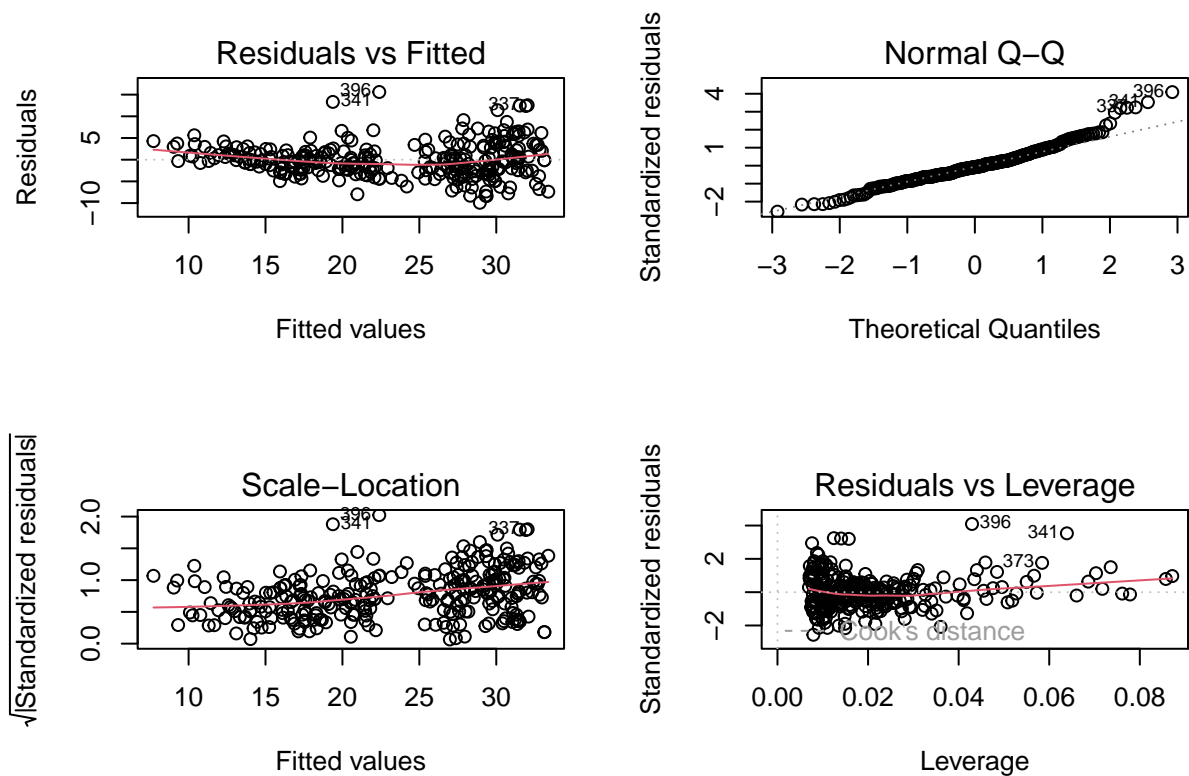 Residuals vs Fitted
Residuals
5
−10
396
341
337
10 15 20 25 30
Fitted values
Normal Q−Q
Standardized residuals
4
1
−2
396
341
337
−3 −2 −1 0 1 2 3
Theoretical Quantiles
Scale−Location
√|Standardized residuals|
2.0
1.0
0.0
396
341
337
10 15 20 25 30
Fitted values
Residuals vs Leverage
Standardized residuals
2
−2
396
341
373
Cook's distance
0.00 0.02 0.04 0.06 0.08
Leverage